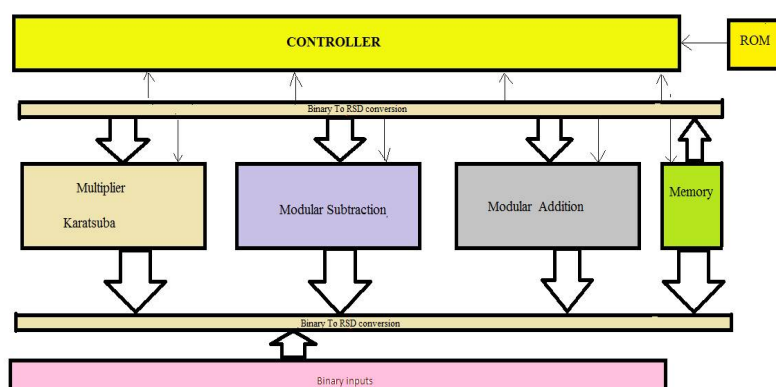 CONTROLLER
ROM
Binary To RSD conversion
Multiplier
Karatsuba
Modular Subtraction
Modular Addition
Memory
Binary To RSD conversion
Binary inputs